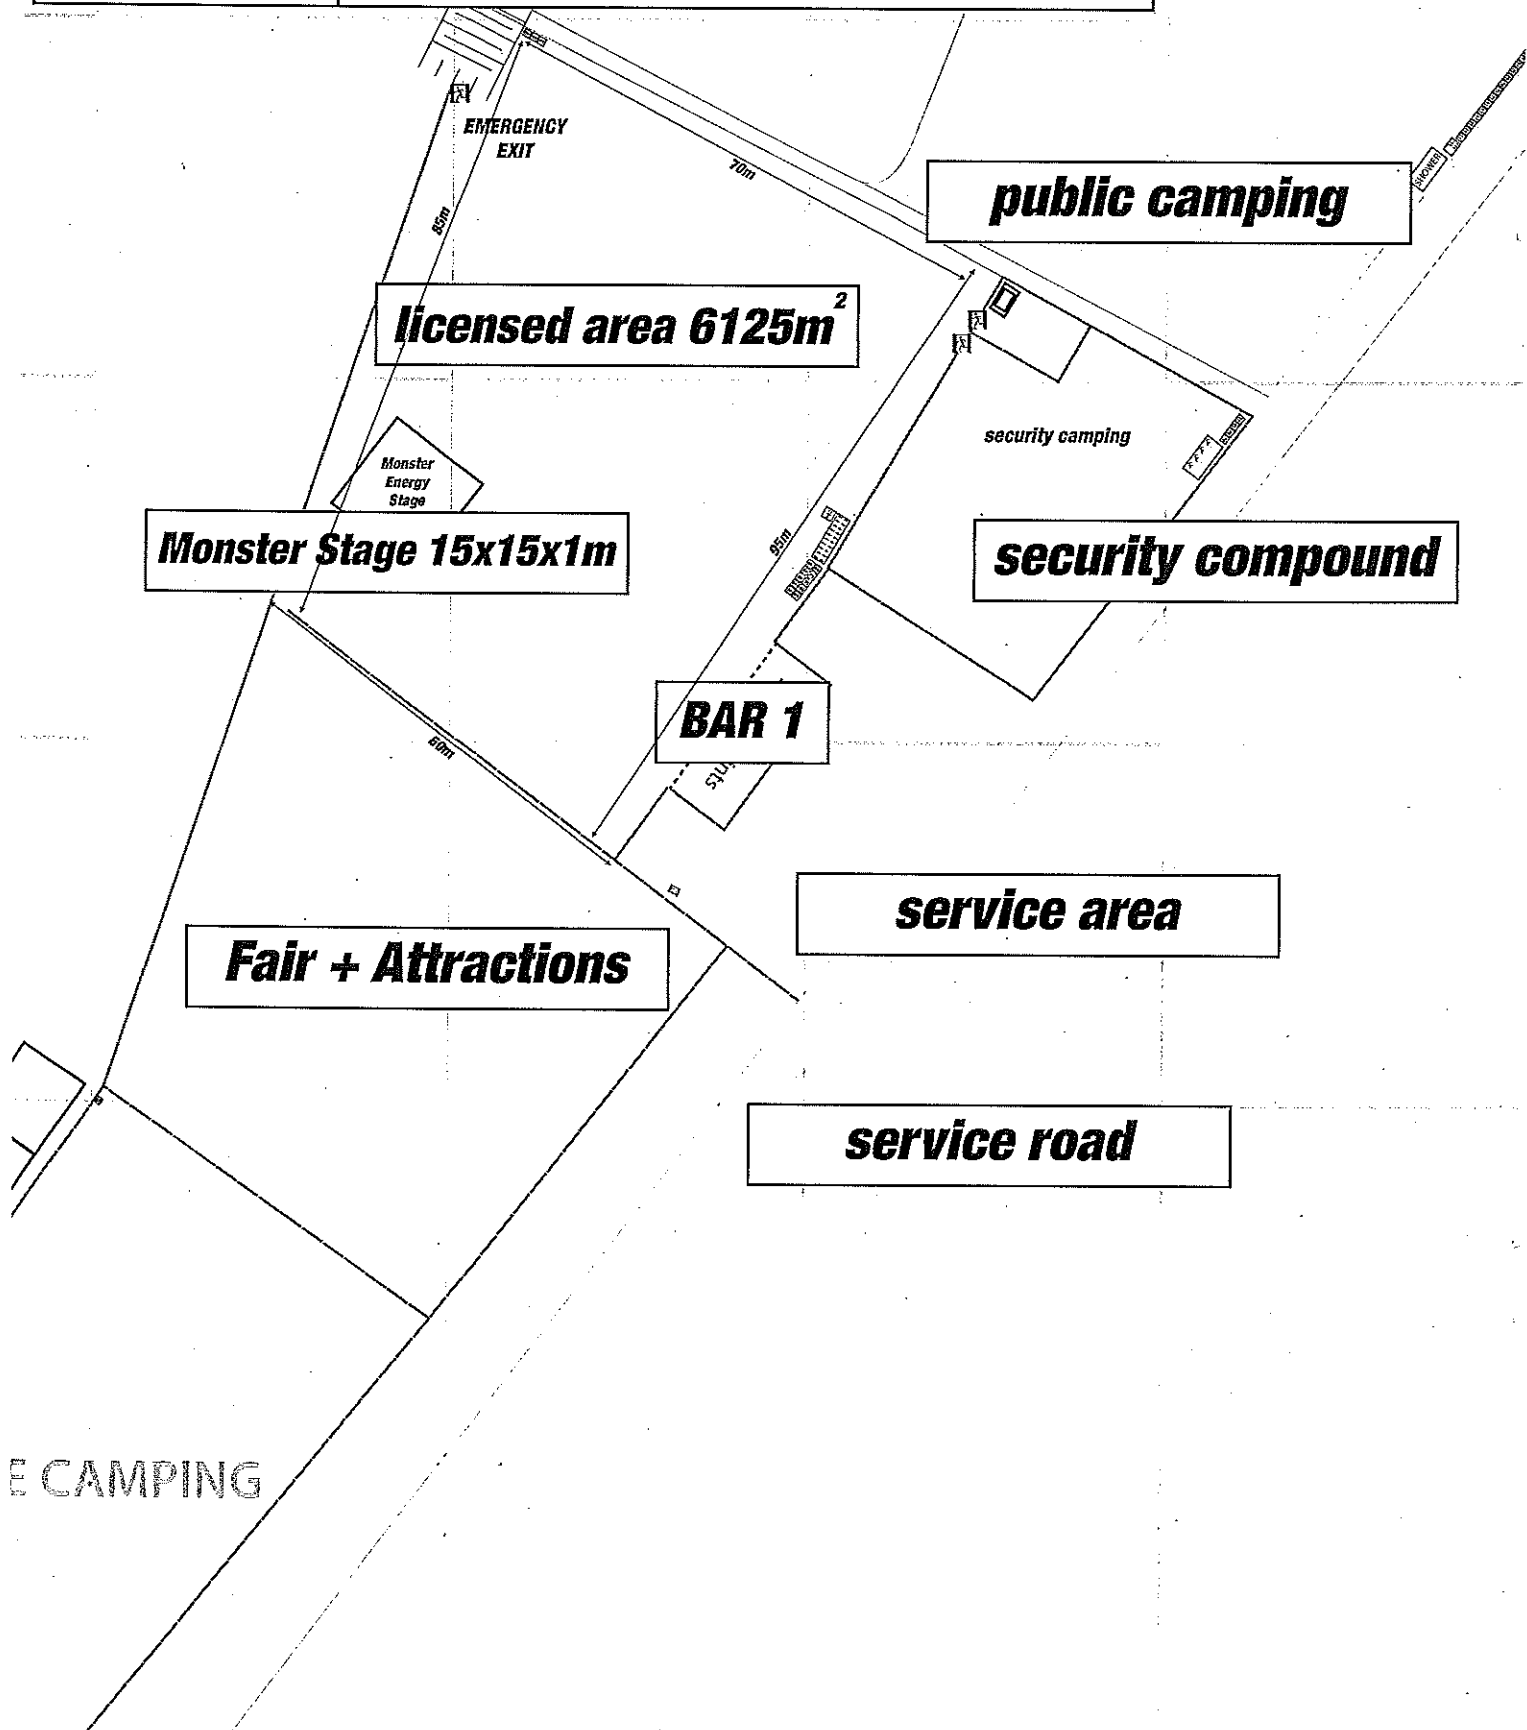 EMERGENCY
EXIT
70m
SHOWER
public camping
85m
licensed area 6125m²
security camping
Monster
Energy
Stage
Monster Stage 15x15x1m
95m
security compound
BAR 1
60m
service area
Fair + Attractions
service road
E CAMPING